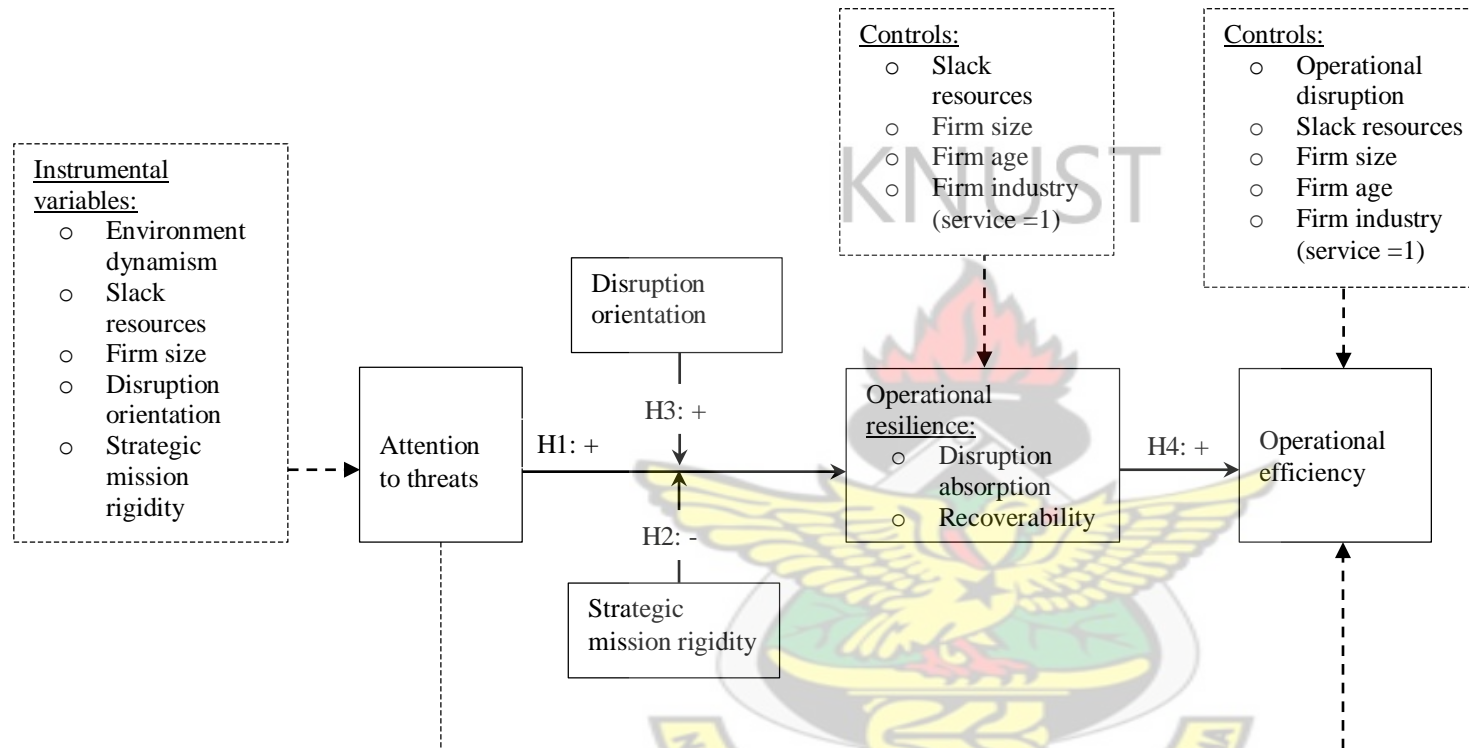 Controls:
o Slack
resources
o Firm size
o Firm age
o Firm industry
(service =1)
Controls:
o Operational
disruption
o Slack resources
o Firm size
o Firm age
o Firm industry
(service =1)
KNUST
Instrumental
variables:
o Environment
dynamism
o Slack
resources
o Firm size
o Disruption
orientation
o Strategic
mission
rigidity
Disruption
orientation
H3: +
Attention
to threats
H1: +
H2: -
Strategic
mission rigidity
Operational
resilience:
o Disruption
absorption
o Recoverability
H4: +
Operational
efficiency